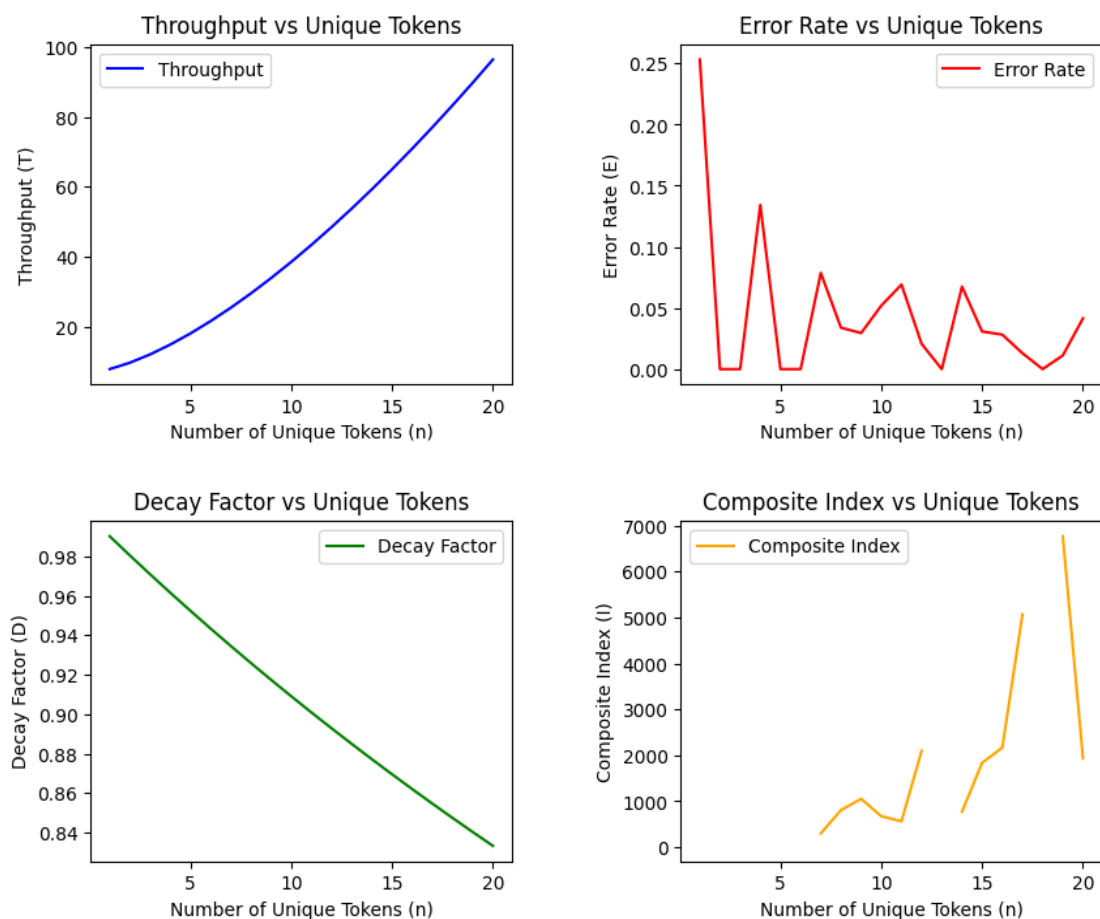 Throughput vs Unique Tokens
Throughput
Throughput (T)
100
80
60
40
20
5 10 15 20
Number of Unique Tokens (n)
Error Rate vs Unique Tokens
Error Rate
Error Rate (E)
0.25
0.20
0.15
0.10
0.05
0.00
5 10 15 20
Number of Unique Tokens (n)
Decay Factor vs Unique Tokens
Decay Factor
Decay Factor (D)
0.98
0.96
0.94
0.92
0.90
0.88
0.86
0.84
5 10 15 20
Number of Unique Tokens (n)
Composite Index vs Unique Tokens
Composite Index
Composite Index (I)
7000
6000
5000
4000
3000
2000
1000
0
5 10 15 20
Number of Unique Tokens (n)